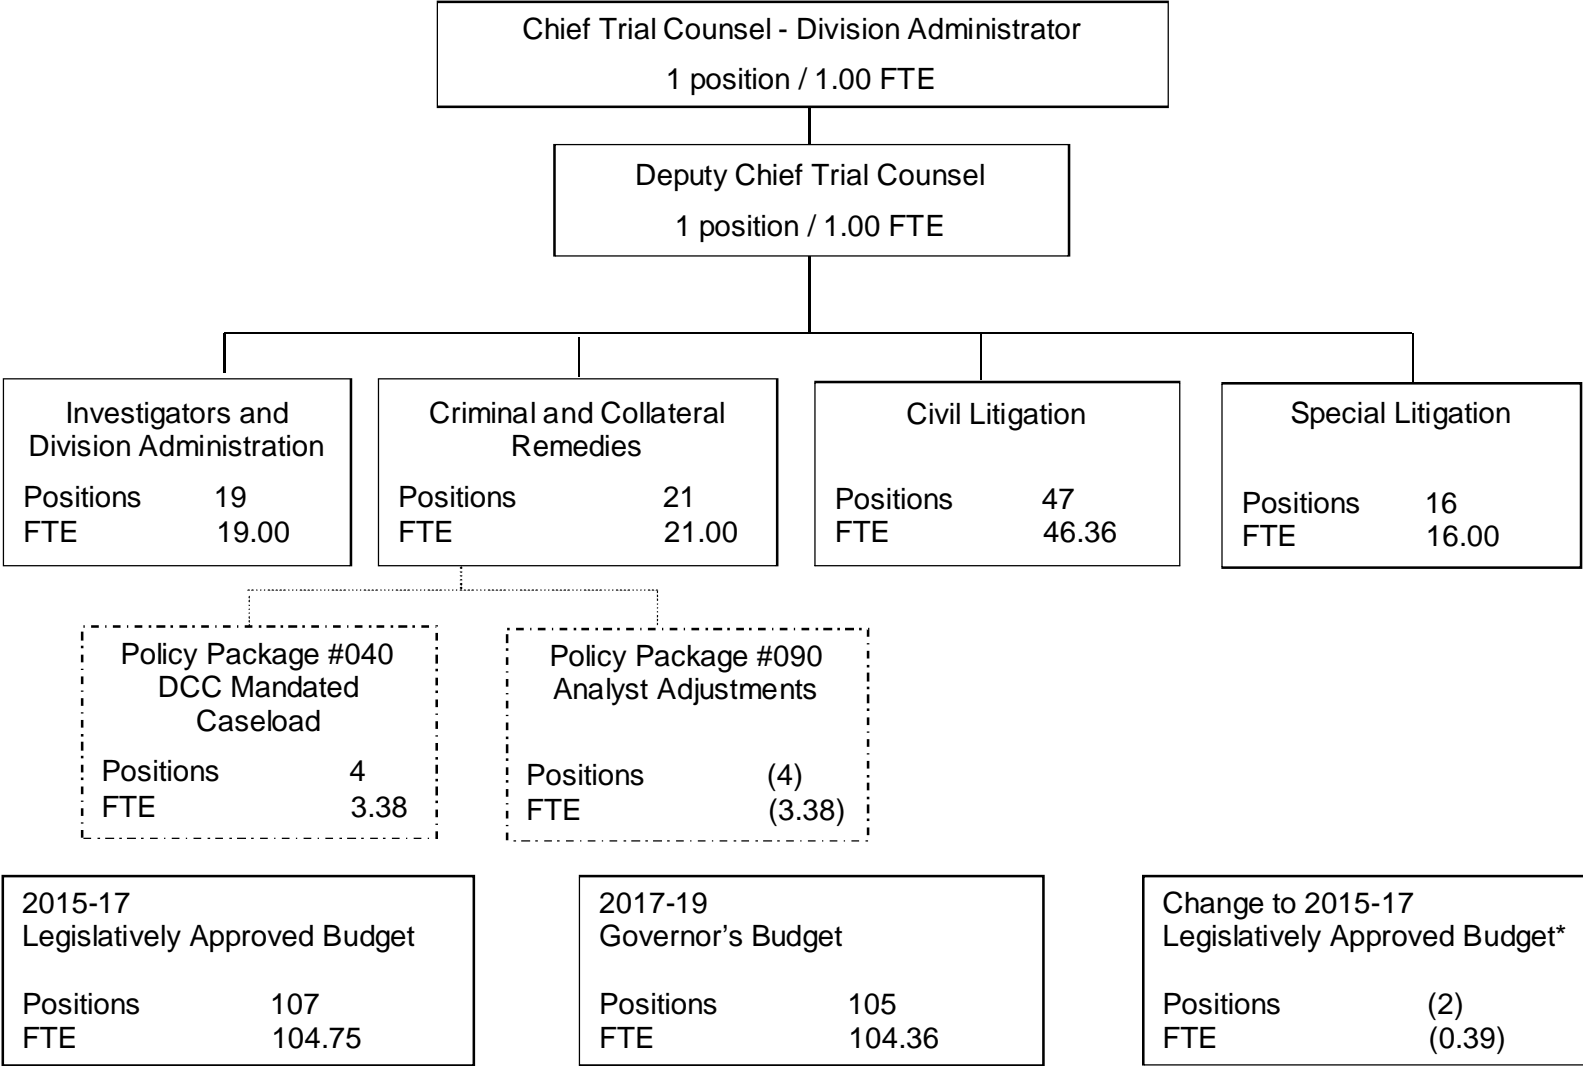 Chief Trial Counsel - Division Administrator
1 position / 1.00 FTE
Deputy Chief Trial Counsel
1 position / 1.00 FTE
Investigators and
Division Administration
Positions 19
FTE 19.00
Criminal and Collateral
Remedies
Positions 21
FTE 21.00
Civil Litigation
Positions 47
FTE 46.36
Special Litigation
Positions 16
FTE 16.00
Policy Package #040
DCC Mandated
Caseload
Positions 4
FTE 3.38
Policy Package #090
Analyst Adjustments
Positions (4)
FTE (3.38)
2015-17
Legislatively Approved Budget
Positions 107
FTE 104.75
2017-19
Governor’s Budget
Positions 105
FTE 104.36
Change to 2015-17
Legislatively Approved Budget*
Positions (2)
FTE (0.39)